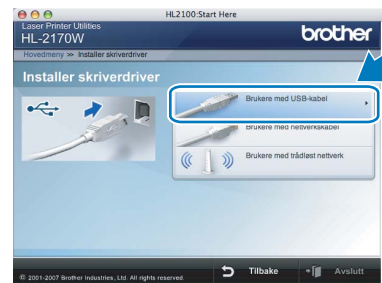 HL2100:Start Here
Laser Printer Utilities
HL-2170W
brother
Hovedmeny >> Installer skriverdriver
Installer skriverdriver
Brukere med USB-kabel
Brukere med nettverkskabel
Brukere med trådløst nettverk
© 2001-2007 Brother Industries, Ltd. All rights reserved.
Tilbake
Avslutt